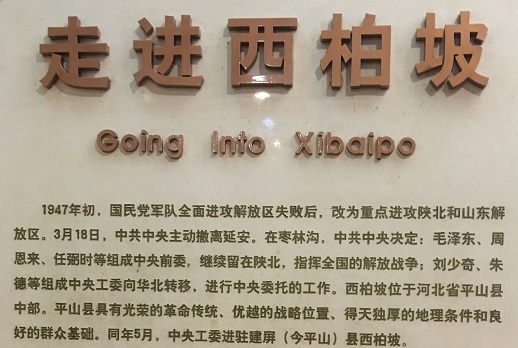 走进西柏坡
Going Into Xibaipo
1947年初，国民党军队全面进攻解放区失败后，改为重点进攻陕北和山东解
放区。3月18日，中共中央主动撤离延安。在枣林沟，中共中央决定：毛泽东、周
恩来、任弼时等组成中央前委，继续留在陕北，指挥全国的解放战争；刘少奇、朱
德等组成中央工委向华北转移，进行中央委托的工作。西柏坡位于河北省平山县
中部。平山县具有光荣的革命传统、优越的战略位置、得天独厚的地理条件和良
好的群众基础。同年5月，中央工委进驻建屏（今平山）县西柏坡。